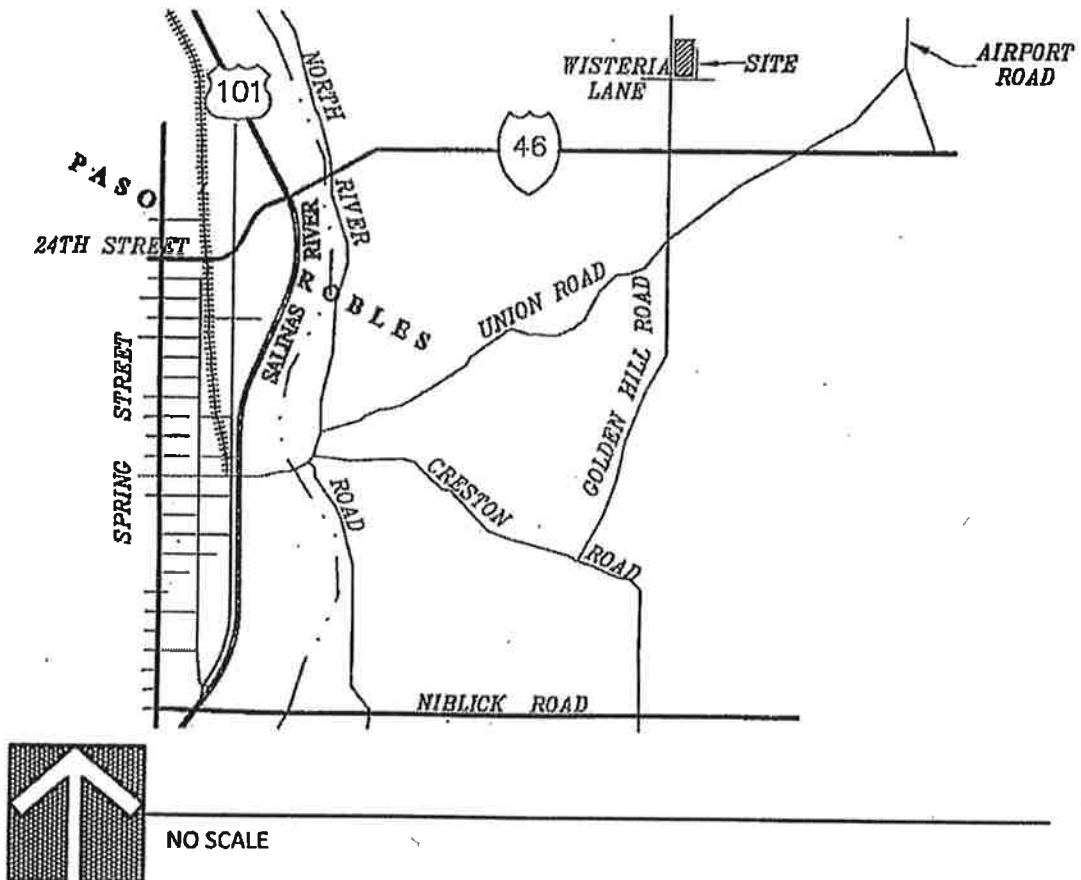 101
NORTH
RIVER
ROAD
WISTERIA
LANE
SITE
AIRPORT
ROAD
46
PASO
ROBLES
24TH STREET
SALINAS RIVER
UNION ROAD
GOLDEN HILL ROAD
SPRING STREET
CRESTON
ROAD
NIBLICK ROAD
NO SCALE